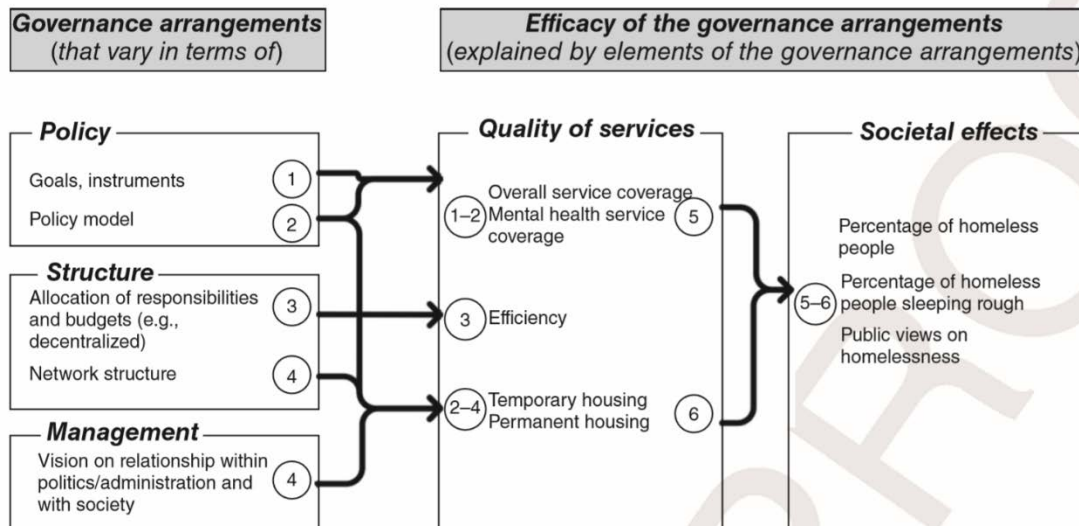 Governance arrangements
(that vary in terms of)
Efficacy of the governance arrangements
(explained by elements of the governance arrangements)
Policy
Goals, instruments
1
Policy model
2
Structure
Allocation of responsibilities
and budgets (e.g.,
decentralized)
3
Network structure
4
Management
Vision on relationship within
politics/administration and
with society
4
Quality of services
1–2
Overall service coverage
Mental health service
coverage
5
3
Efficiency
2–4
Temporary housing
Permanent housing
6
Societal effects
Percentage of homeless
people
5–6
Percentage of homeless
people sleeping rough
Public views on
homelessness
PROO